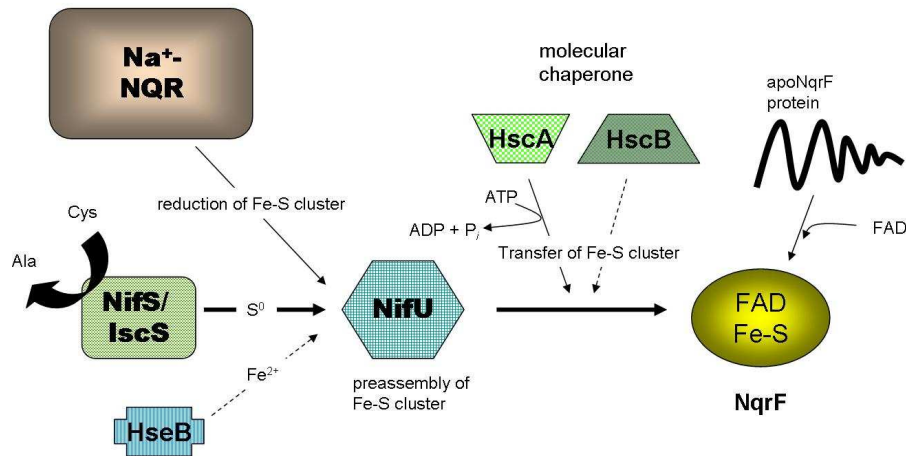 Na⁺-
NQR
molecular
chaperone
apoNqrF
protein
HscA
HscB
reduction of Fe-S cluster
ATP
ADP + Pᵢ
Transfer of Fe-S cluster
FAD
Cys
Ala
NifS/
IscS
S⁰
NifU
FAD
Fe-S
Fe²⁺
preassembly of
Fe-S cluster
NqrF
HseB